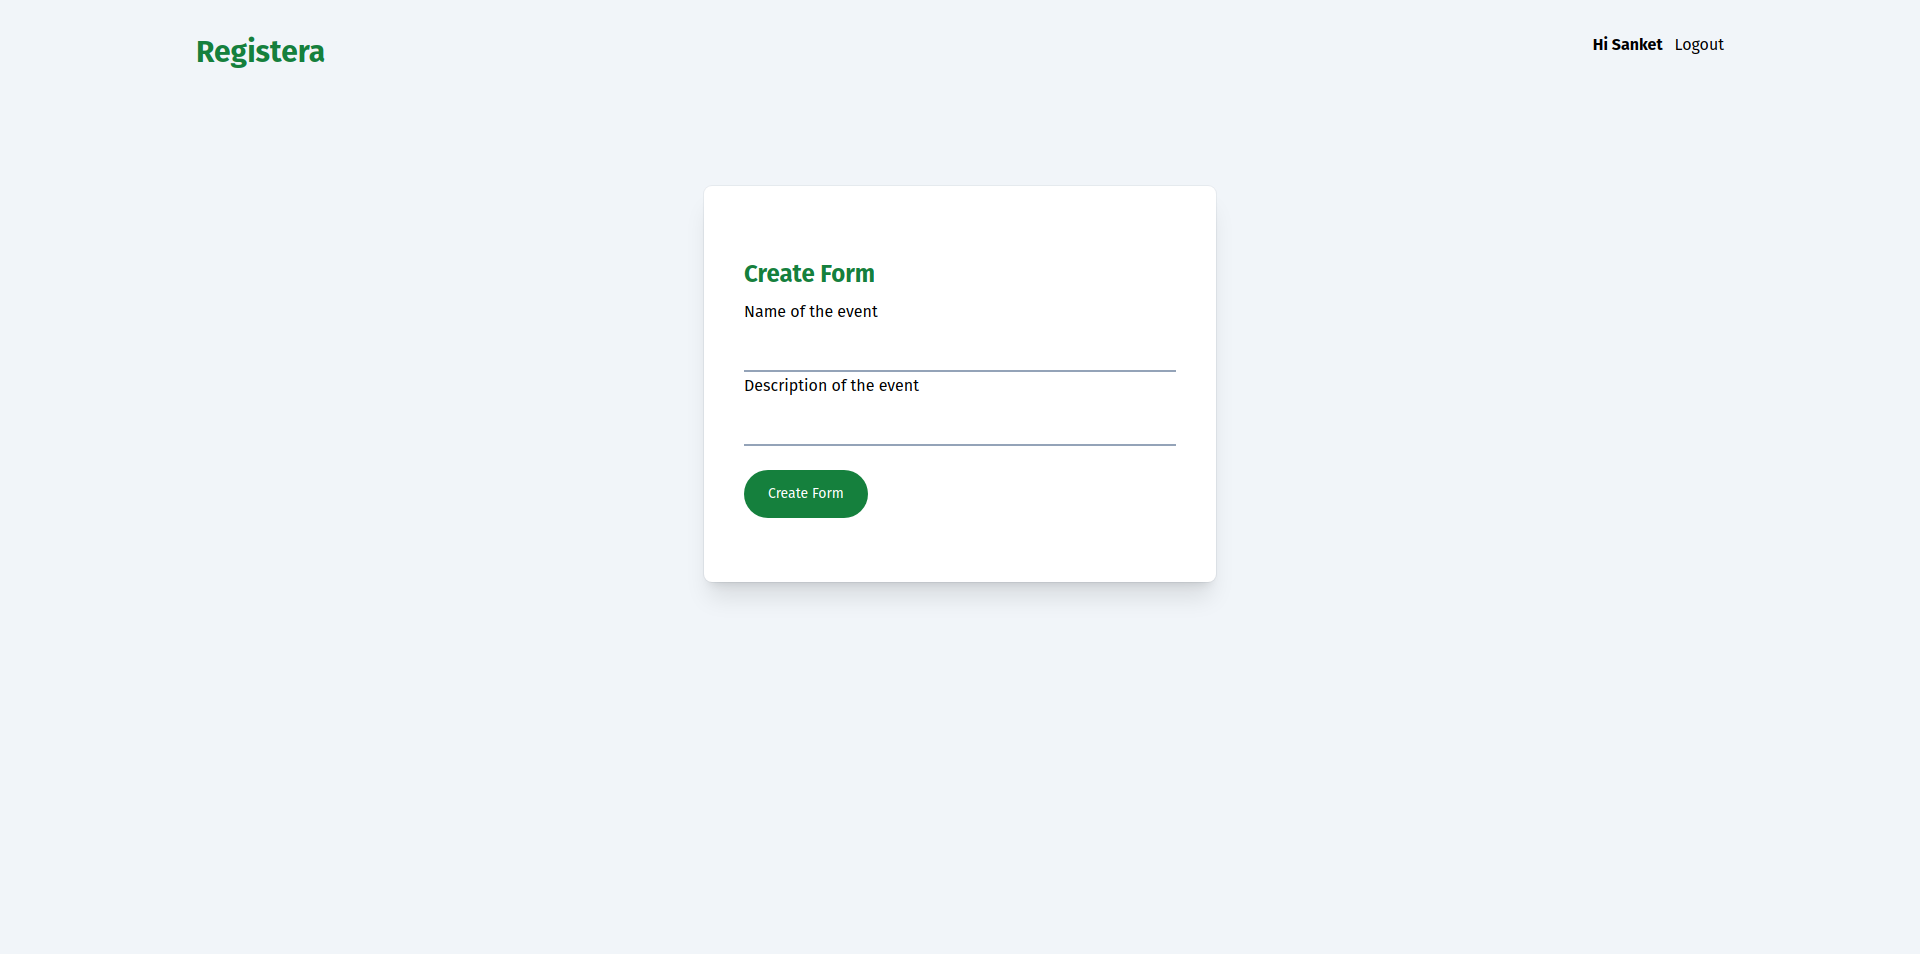 Registera
Hi Sanket Logout
Create Form
Name of the event
Description of the event
Create Form